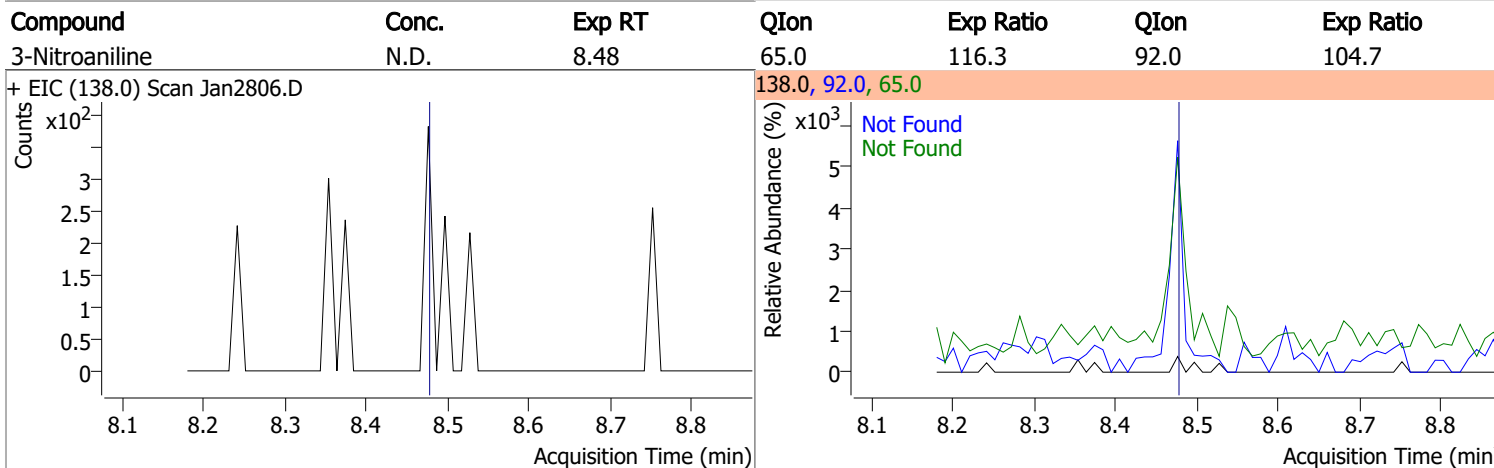 Compound Conc. Exp RT QIon Exp Ratio QIon Exp Ratio
3-Nitroaniline N.D. 8.48 65.0 116.3 92.0 104.7
+ EIC (138.0) Scan Jan2806.D
138.0, 92.0, 65.0
Counts
x10²
3
2.5
2
1.5
1
0.5
0
8.1 8.2 8.3 8.4 8.5 8.6 8.7 8.8
Acquisition Time (min)
Relative Abundance (%)
x10³
Not Found
Not Found
5
4
3
2
1
0
8.1 8.2 8.3 8.4 8.5 8.6 8.7 8.8
Acquisition Time (min